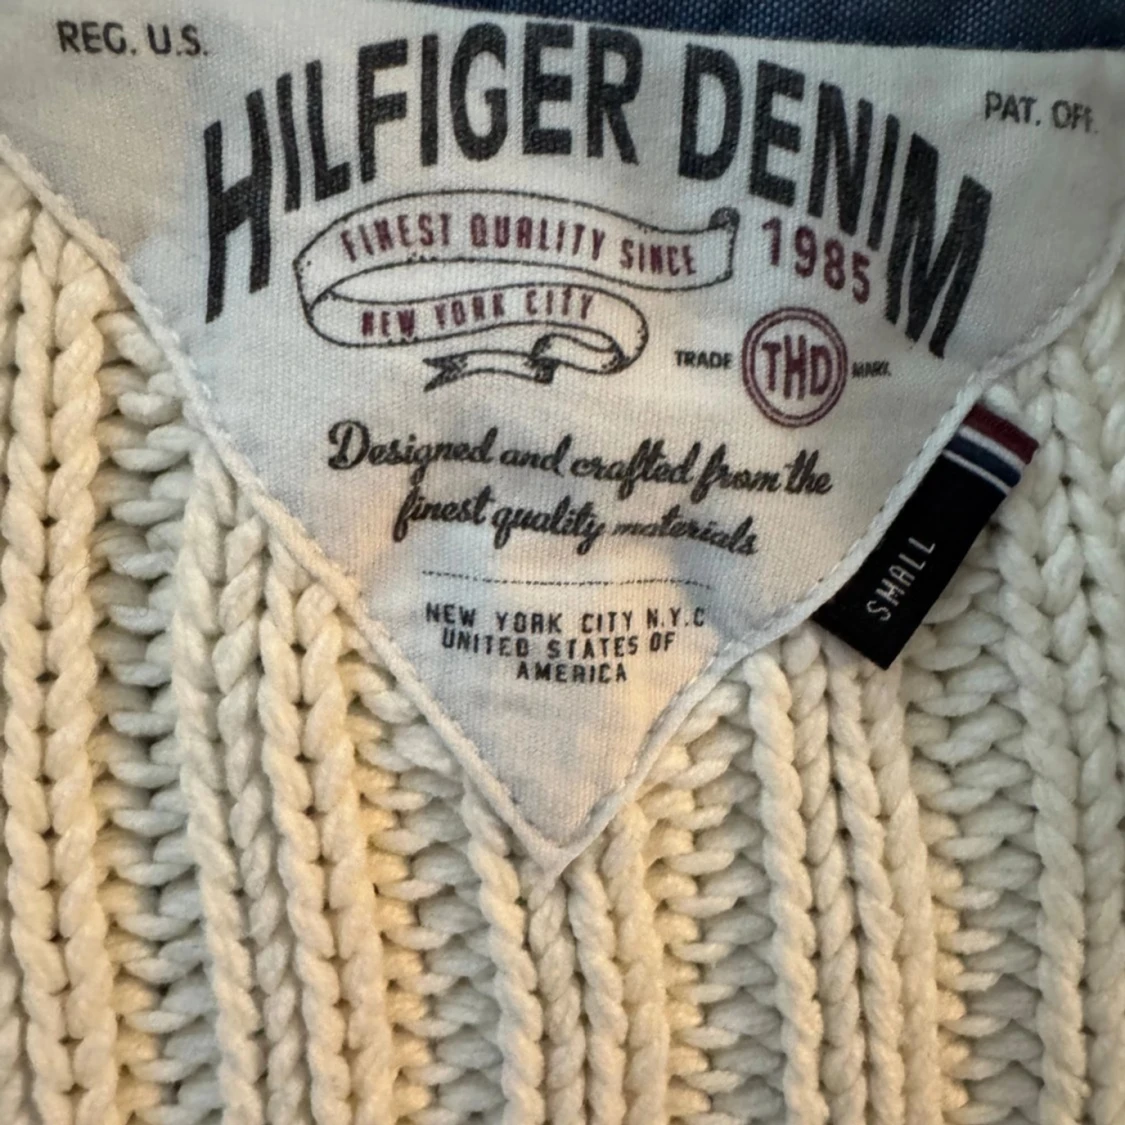 REG. U.S.
HILFIGER DENIM
PAT. OFF.
FINEST QUALITY SINCE
1985
NEW YORK CITY
TRADE THD MARK.
Designed and crafted from the
finest quality materials
NEW YORK CITY N.Y.C
UNITED STATES OF
AMERICA
SMALL